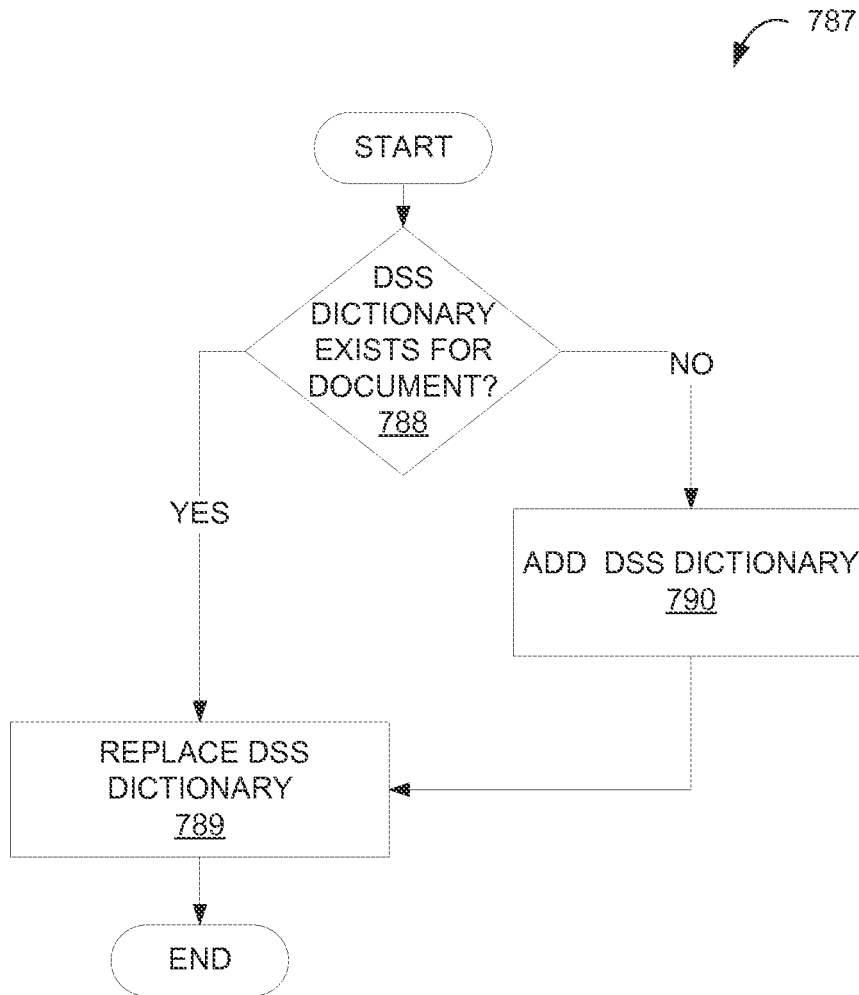 787
START
DSS
DICTIONARY
EXISTS FOR
DOCUMENT?
788
NO
YES
ADD DSS DICTIONARY
790
REPLACE DSS
DICTIONARY
789
END